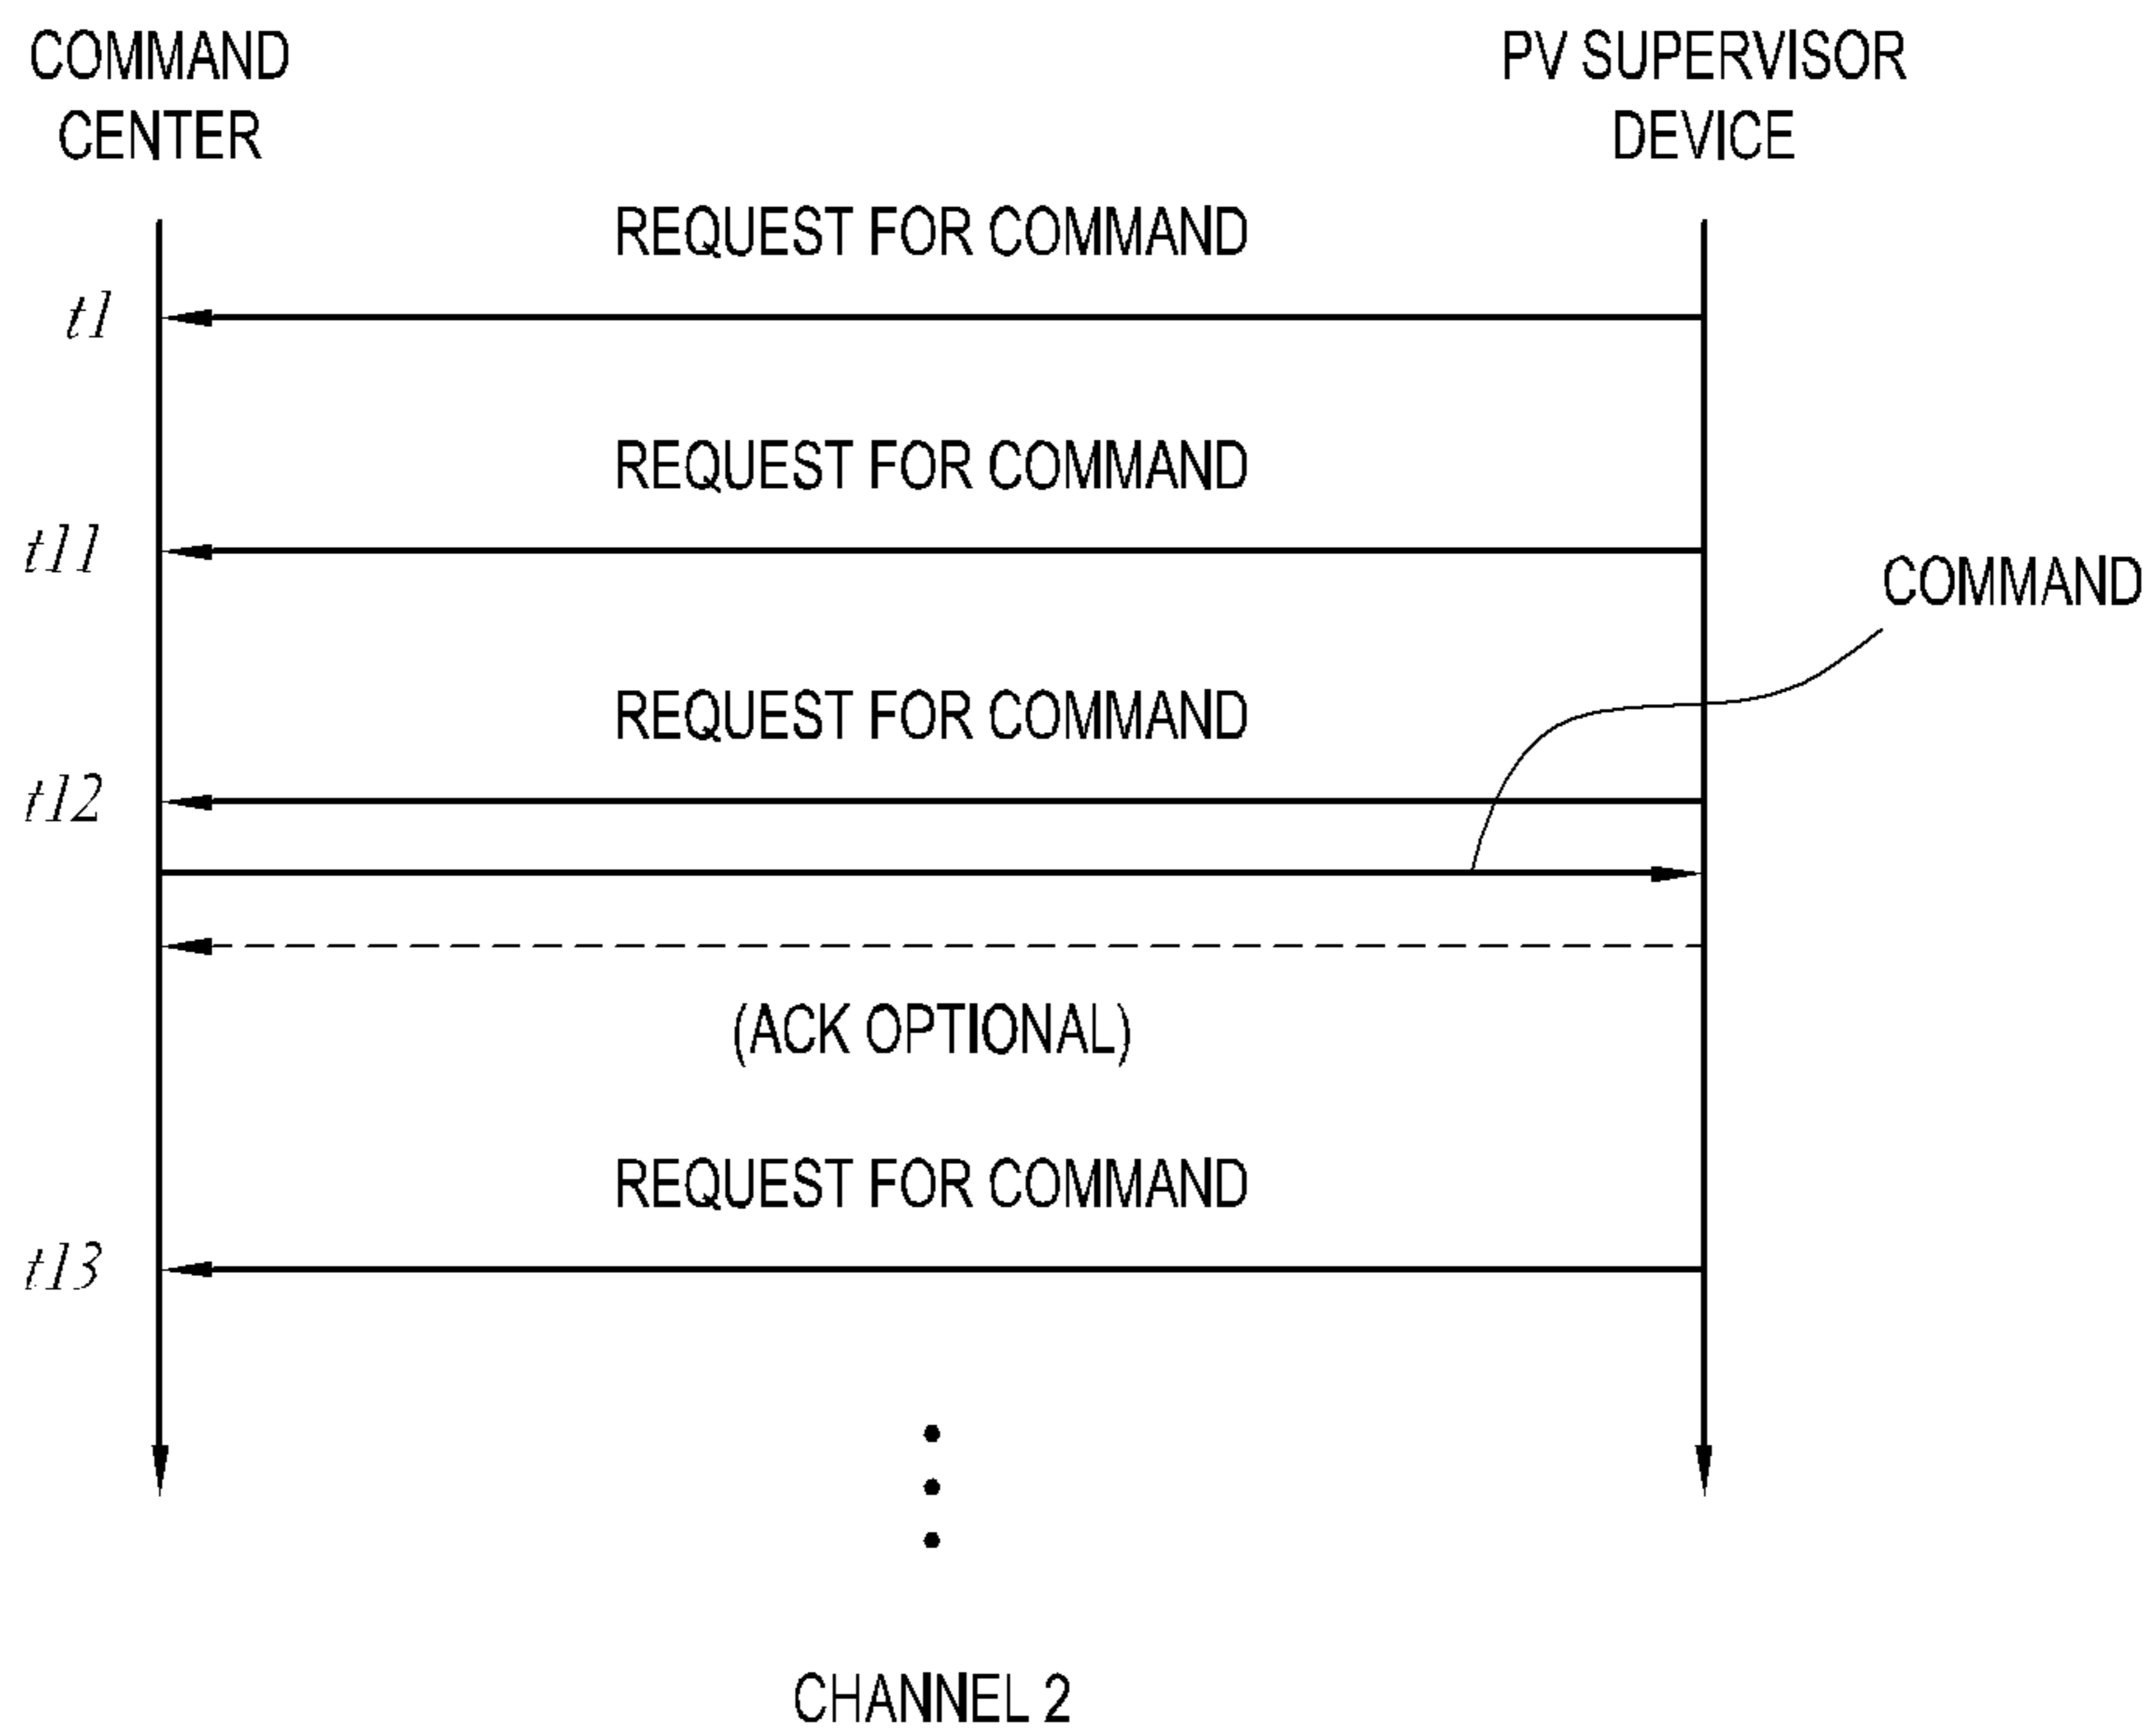 COMMAND
CENTER
PV SUPERVISOR
DEVICE
REQUEST FOR COMMAND
t1
REQUEST FOR COMMAND
t11
COMMAND
REQUEST FOR COMMAND
t12
(ACK OPTIONAL)
REQUEST FOR COMMAND
t13
CHANNEL 2